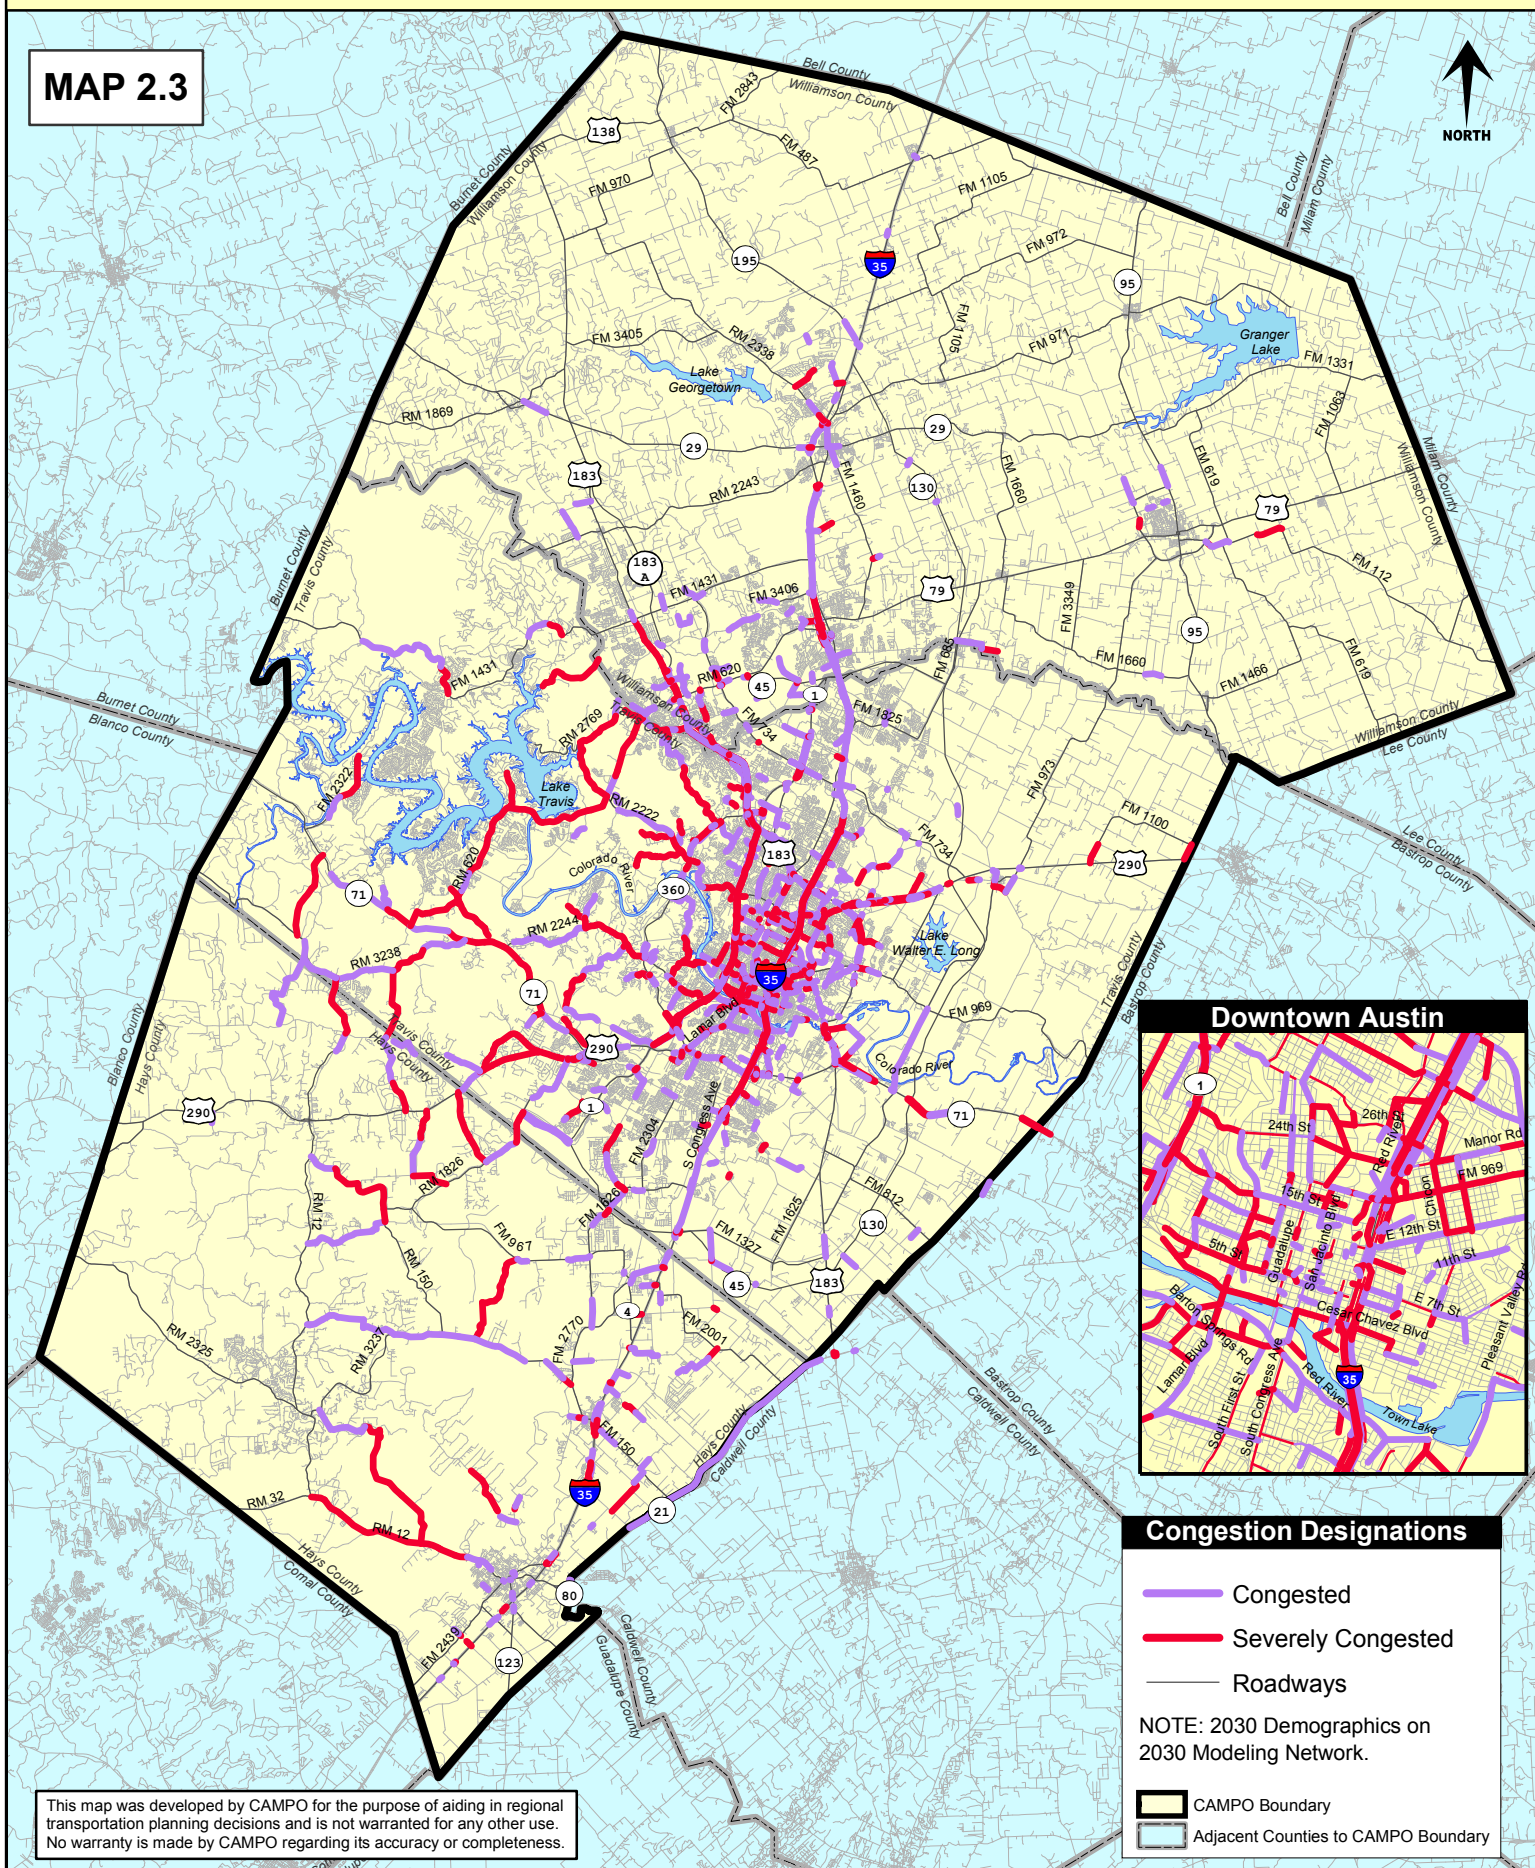 MAP 2.3
NORTH
Bell County
Williamson County
Burnet County
Williamson County
Bell County
Milam County
138
FM 2843
FM 487
FM 970
FM 1105
195
35
FM 972
95
FM 3405
RM 2338
FM 1105
FM 971
Granger
Lake
FM 1331
Lake
Georgetown
RM 1869
FM 1063
29
29
Milam County
Williamson County
183
RM 2243
FM 1460
130
FM 1660
FM 619
79
Burnet County
Travis County
183
A
FM 1431
FM 3406
79
FM 3349
FM 112
95
FM 685
FM 1660
FM 619
FM 1466
FM 1431
RM 620
45
1
Williamson County
Travis County
Burnet County
Blanco County
FM 1825
FM 734
Williamson County
Lee County
RM 2769
FM 2322
Lake
Travis
RM 2222
FM 973
FM 1100
FM 734
183
290
Lee County
Bastrop County
Colorado River
RM 620
360
71
RM 2244
Lake
Walter E. Long
RM 3238
35
71
Travis County
Bastrop County
FM 969
Lamar Blvd
Travis County
Hays County
Blanco County
Hays County
290
Colorado River
290
1
71
S Congress Ave
FM 2304
RM 1826
RM 12
FM 1626
FM 812
FM 1625
130
FM 967
FM 1327
RM 150
45
183
4
FM 2001
FM 2770
RM 2325
RM 3237
Bastrop County
Caldwell County
Hays County
Caldwell County
FM 150
35
21
RM 32
RM 12
Hays County
Comal County
80
FM 2439
123
Caldwell County
Guadalupe County
Downtown Austin
1
26th St
24th St
Red River
Manor Rd
FM 969
Chicon
15th St
E 12th St
5th St
Guadalupe
San Jacinto Blvd
11th St
E 7th St
Cesar Chavez Blvd
Pleasant Valley Rd
Barton Springs Rd
Lamar Blvd
South First St
South Congress Ave
Red River
35
Town Lake
Congestion Designations
Congested
Severely Congested
Roadways
NOTE: 2030 Demographics on
2030 Modeling Network.
CAMPO Boundary
Adjacent Counties to CAMPO Boundary
This map was developed by CAMPO for the purpose of aiding in regional
transportation planning decisions and is not warranted for any other use.
No warranty is made by CAMPO regarding its accuracy or completeness.